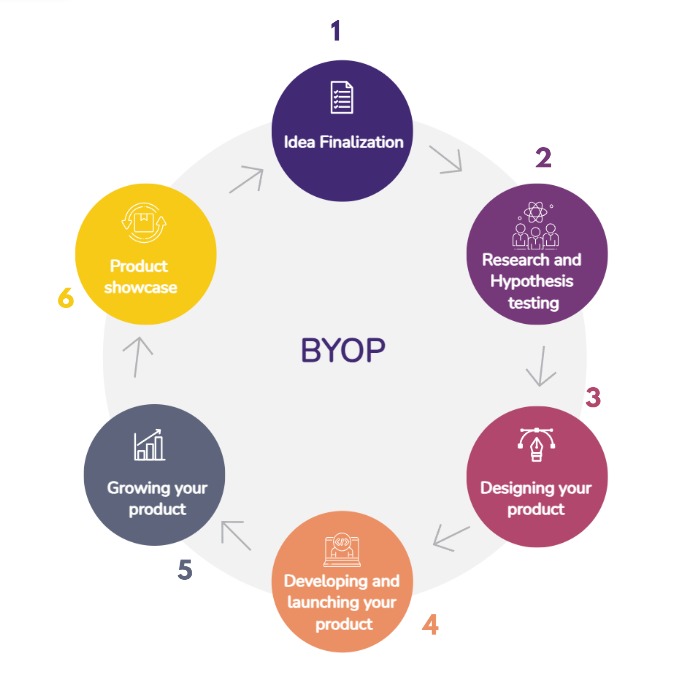 1
Idea Finalization
2
Research and
Hypothesis
testing
3
Designing your
product
4
Developing and
launching your
product
5
Growing your
product
6
Product
showcase
BYOP